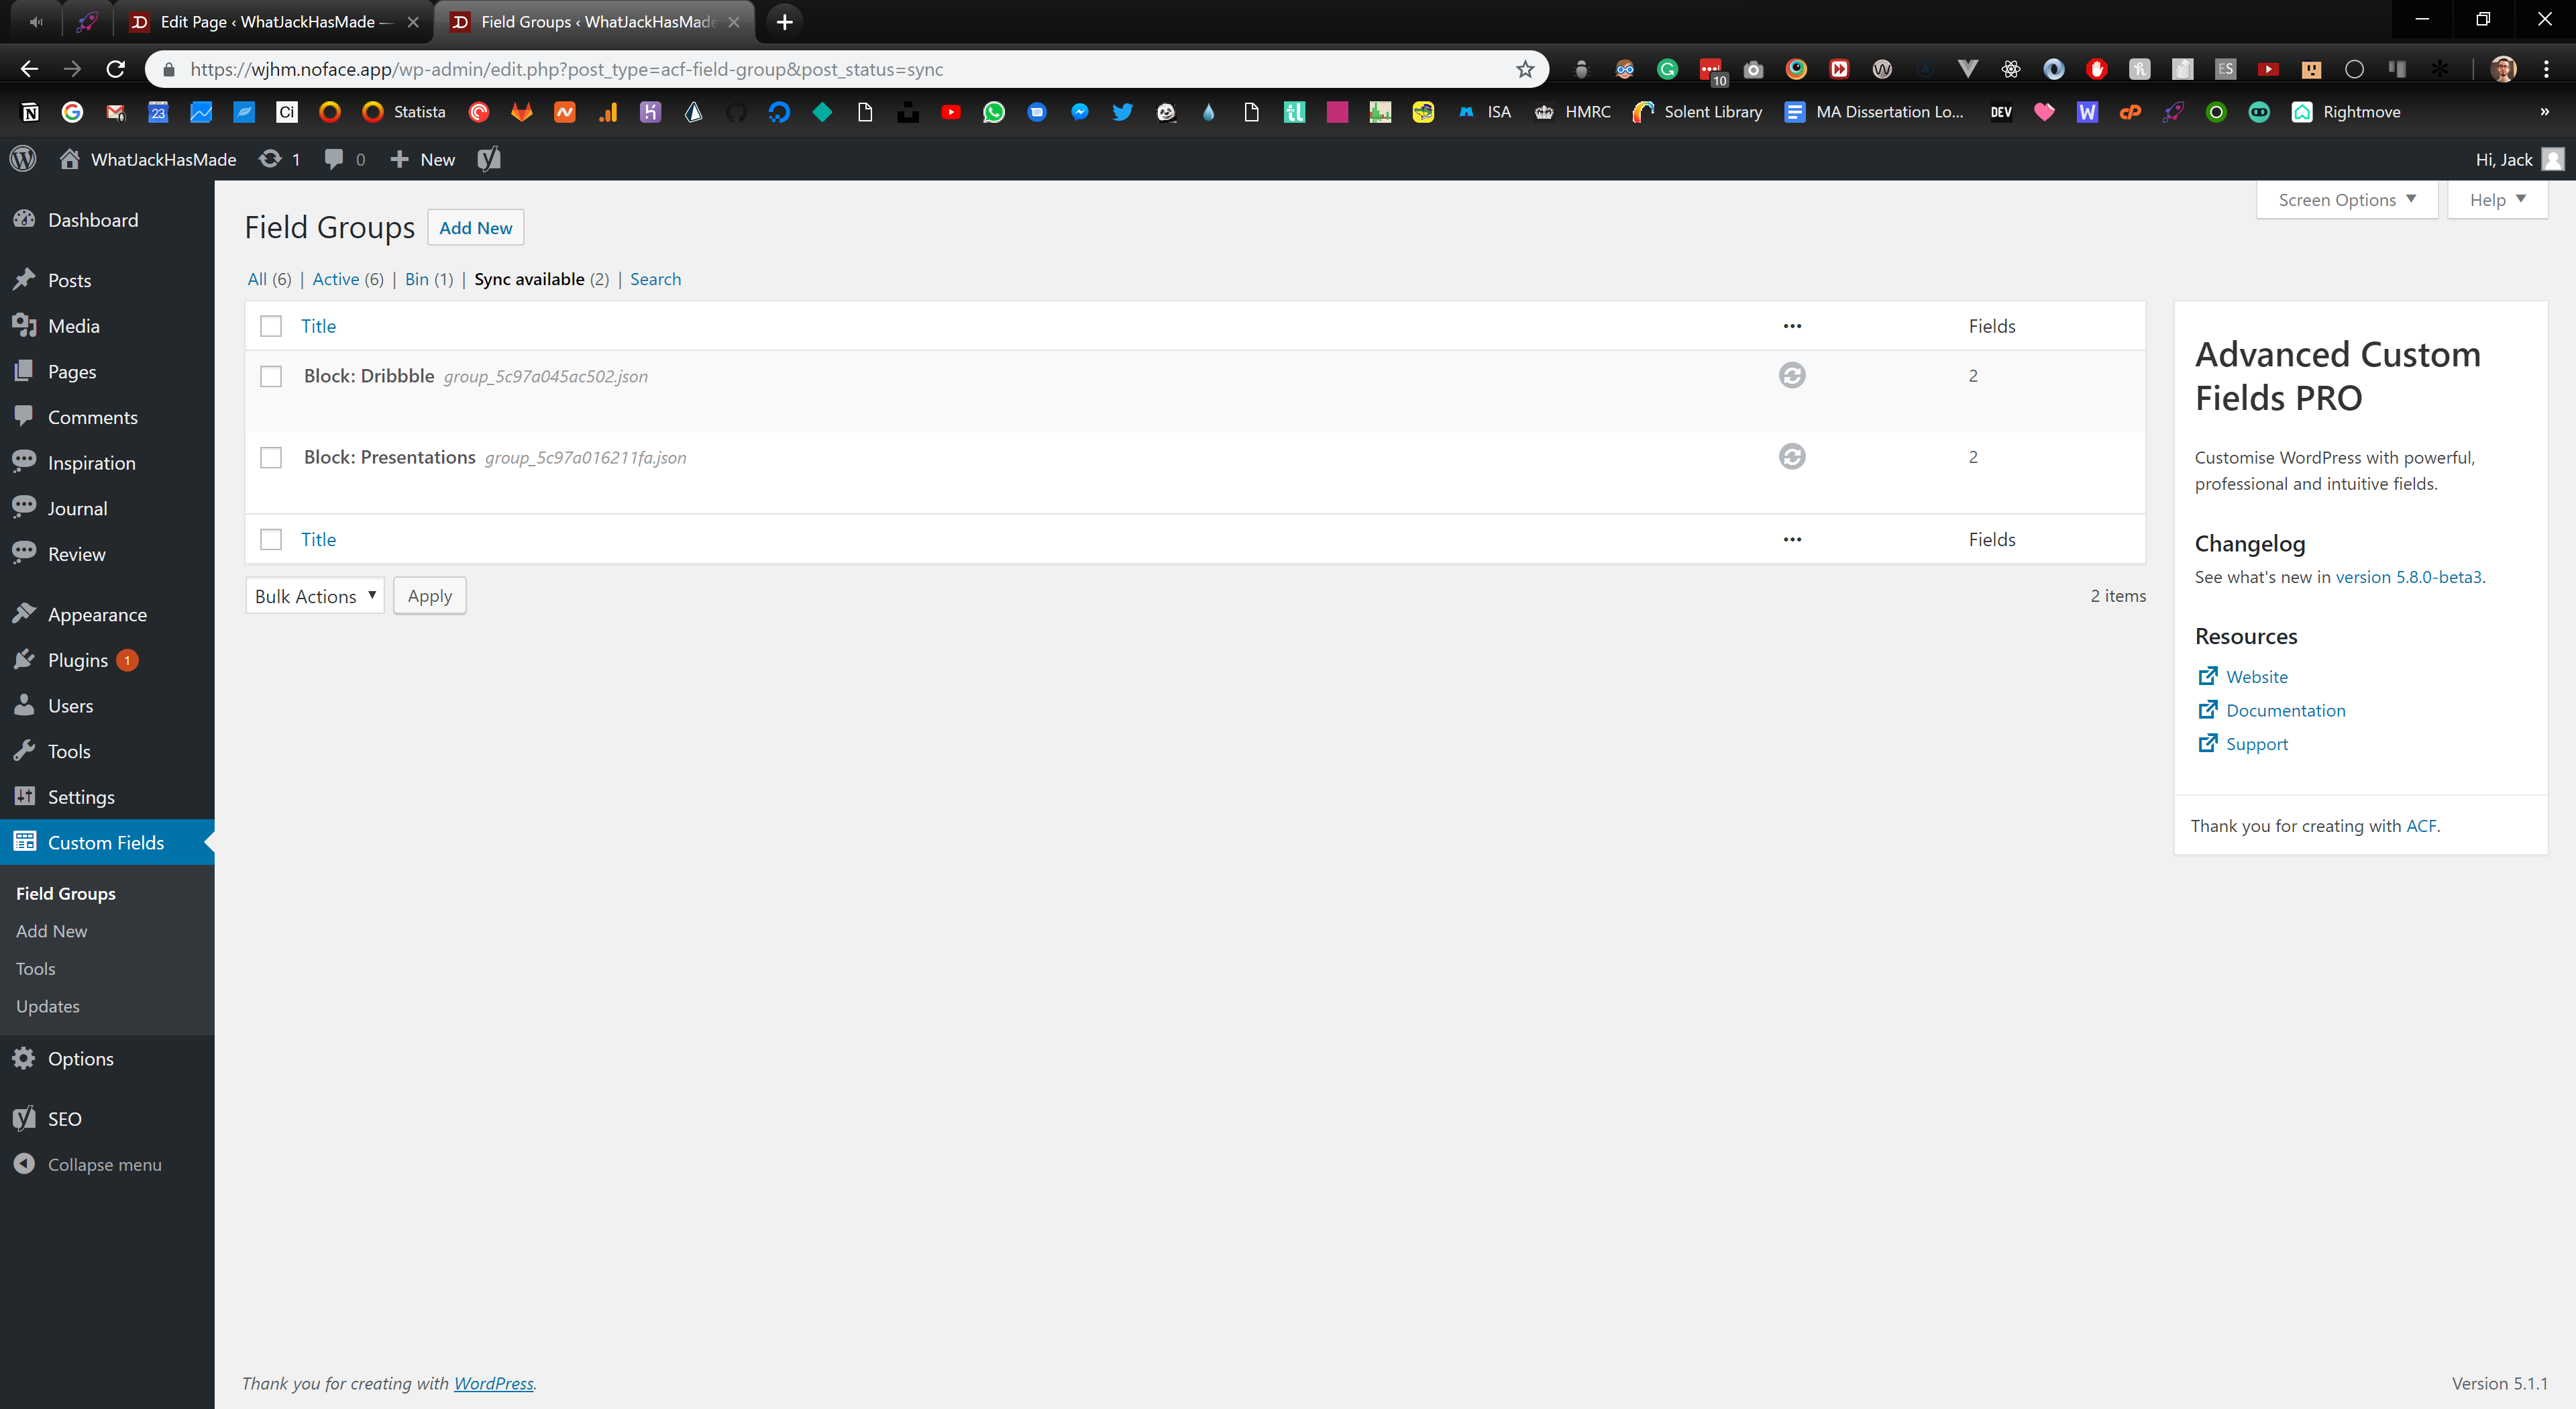 Edit Page ‹ WhatJackHasMade —
Field Groups ‹ WhatJackHasMade
https://wjhm.noface.app/wp-admin/edit.php?post_type=acf-field-group&post_status=sync
10
ES
23
Ci
Statista
ISA
HMRC
Solent Library
MA Dissertation Lo...
DEV
Rightmove
»
WhatJackHasMade
1
0
New
Hi, Jack
Screen Options
Help
Dashboard
Posts
Media
Pages
Comments
Inspiration
Journal
Review
Appearance
Plugins 1
Users
Tools
Settings
Custom Fields
Field Groups
Add New
Tools
Updates
Options
SEO
Collapse menu
Field Groups
Add New
All (6) | Active (6) | Bin (1) | Sync available (2) | Search
Title ••• Fields
Block: Dribbble group_5c97a045ac502.json 2
Block: Presentations group_5c97a016211fa.json 2
Title ••• Fields
Bulk Actions
Apply
2 items
Advanced Custom
Fields PRO
Customise WordPress with powerful,
professional and intuitive fields.
Changelog
See what's new in version 5.8.0-beta3.
Resources
Website
Documentation
Support
Thank you for creating with ACF.
Thank you for creating with WordPress.
Version 5.1.1